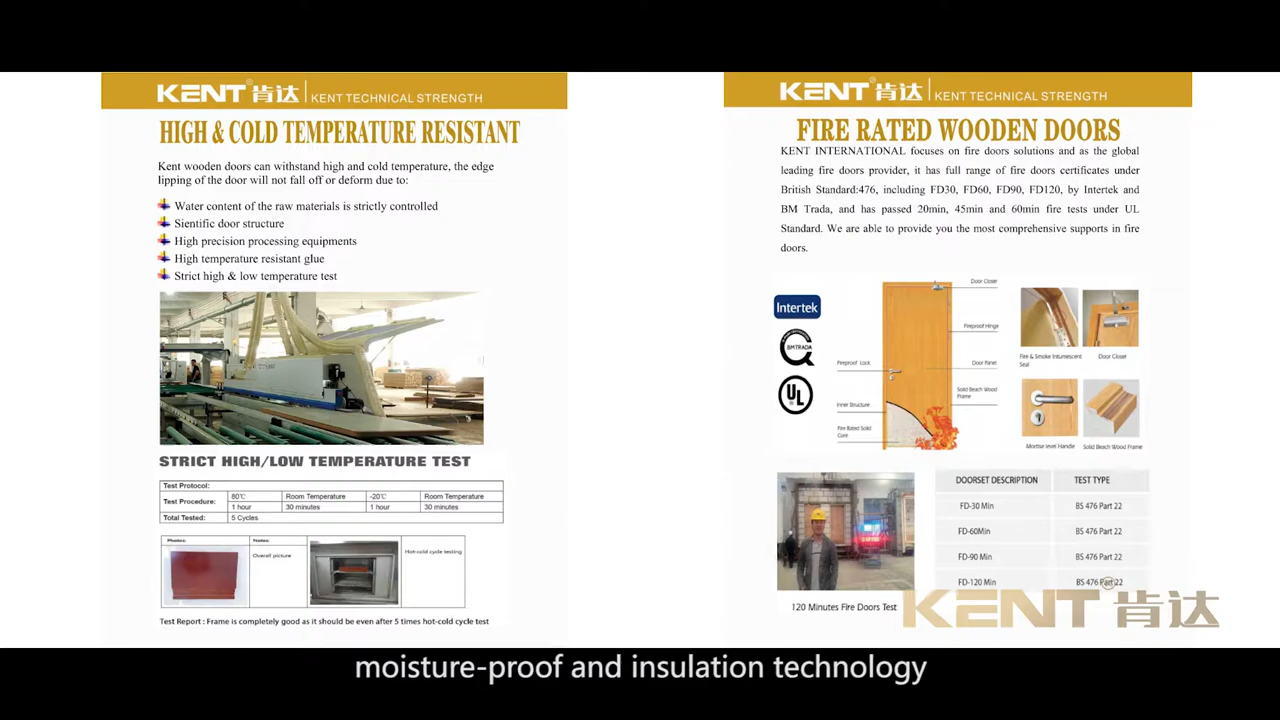 KENT® 肯达 KENT TECHNICAL STRENGTH
HIGH & COLD TEMPERATURE RESISTANT
Kent wooden doors can withstand high and cold temperature, the edge
lipping of the door will not fall off or deform due to:
Water content of the raw materials is strictly controlled
Sientific door structure
High precision processing equipments
High temperature resistant glue
Strict high & low temperature test
STRICT HIGH/LOW TEMPERATURE TEST
Test Protocol:
Test Procedure: 80℃ Room Temperature -20℃ Room Temperature
1 hour 30 minutes 1 hour 30 minutes
Total Tested: 5 Cycles
Photos: Notes:
Overall picture
Hot-cold cycle testing
Test Report : Frame is completely good as it should be even after 5 times hot-cold cycle test
KENT® 肯达 KENT TECHNICAL STRENGTH
FIRE RATED WOODEN DOORS
KENT INTERNATIONAL focuses on fire doors solutions and as the global
leading fire doors provider, it has full range of fire doors certificates under
British Standard:476, including FD30, FD60, FD90, FD120, by Intertek and
BM Trada, and has passed 20min, 45min and 60min fire tests under UL
Standard. We are able to provide you the most comprehensive supports in fire
doors.
Intertek
BMTRADA
UL
Door Closer
Fireproof Hinge
Fireproof Lock
Door Panel
Solid Beach Wood
Frame
Inner Structure
Fire Rated Solid
Core
Fire & Smoke Intumescent
Seal
Door Closer
Mortise level Handle
Solid Beach Wood Frame
120 Minutes Fire Doors Test
DOORSET DESCRIPTION TEST TYPE
FD-30 Min BS 476 Part 22
FD-60Min BS 476 Part 22
FD-90 Min BS 476 Part 22
FD-120 Min BS 476 Part 22
KENT® 肯达
moisture-proof and insulation technology